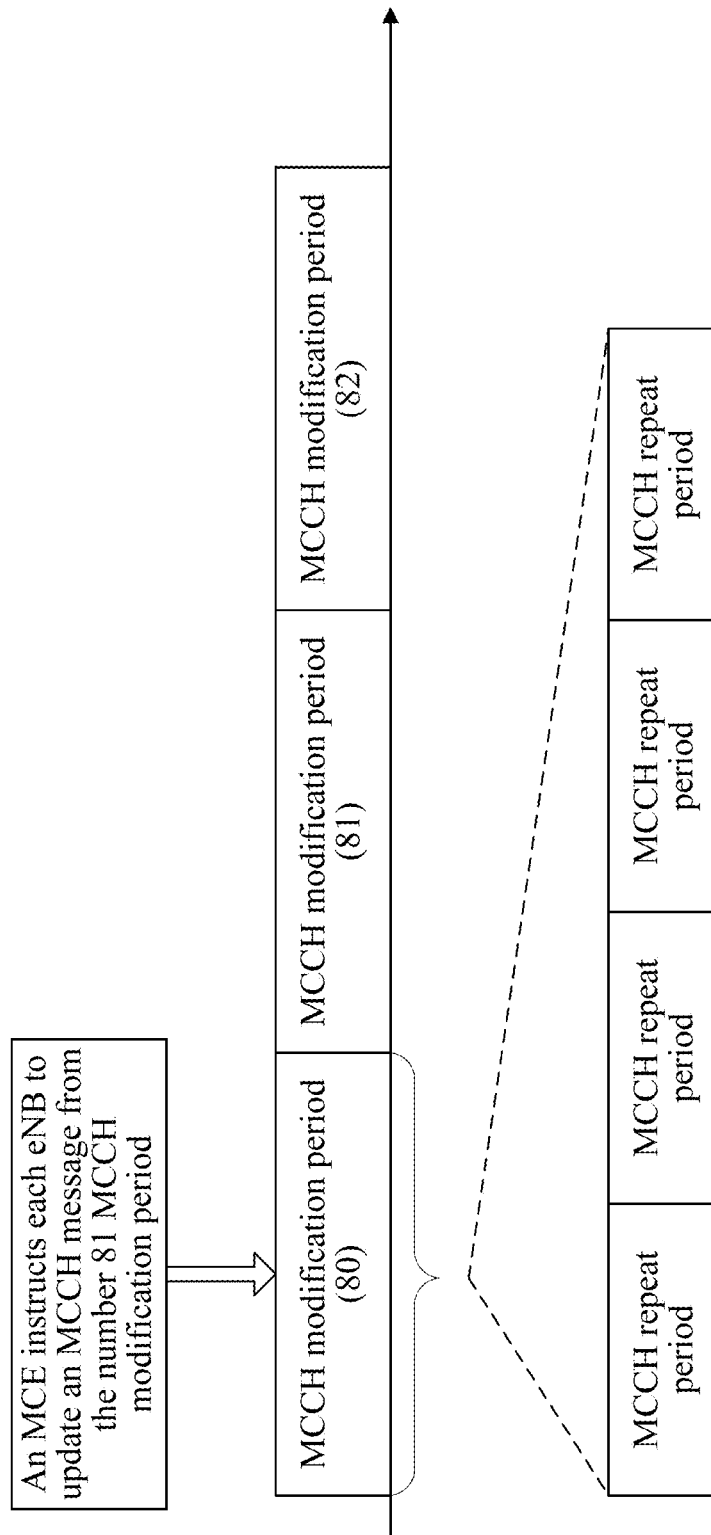 An MCE instructs each eNB to
update an MCCH message from
the number 81 MCCH
modification period
MCCH modification period
(80)
MCCH modification period
(81)
MCCH modification period
(82)
MCCH repeat
period
MCCH repeat
period
MCCH repeat
period
MCCH repeat
period